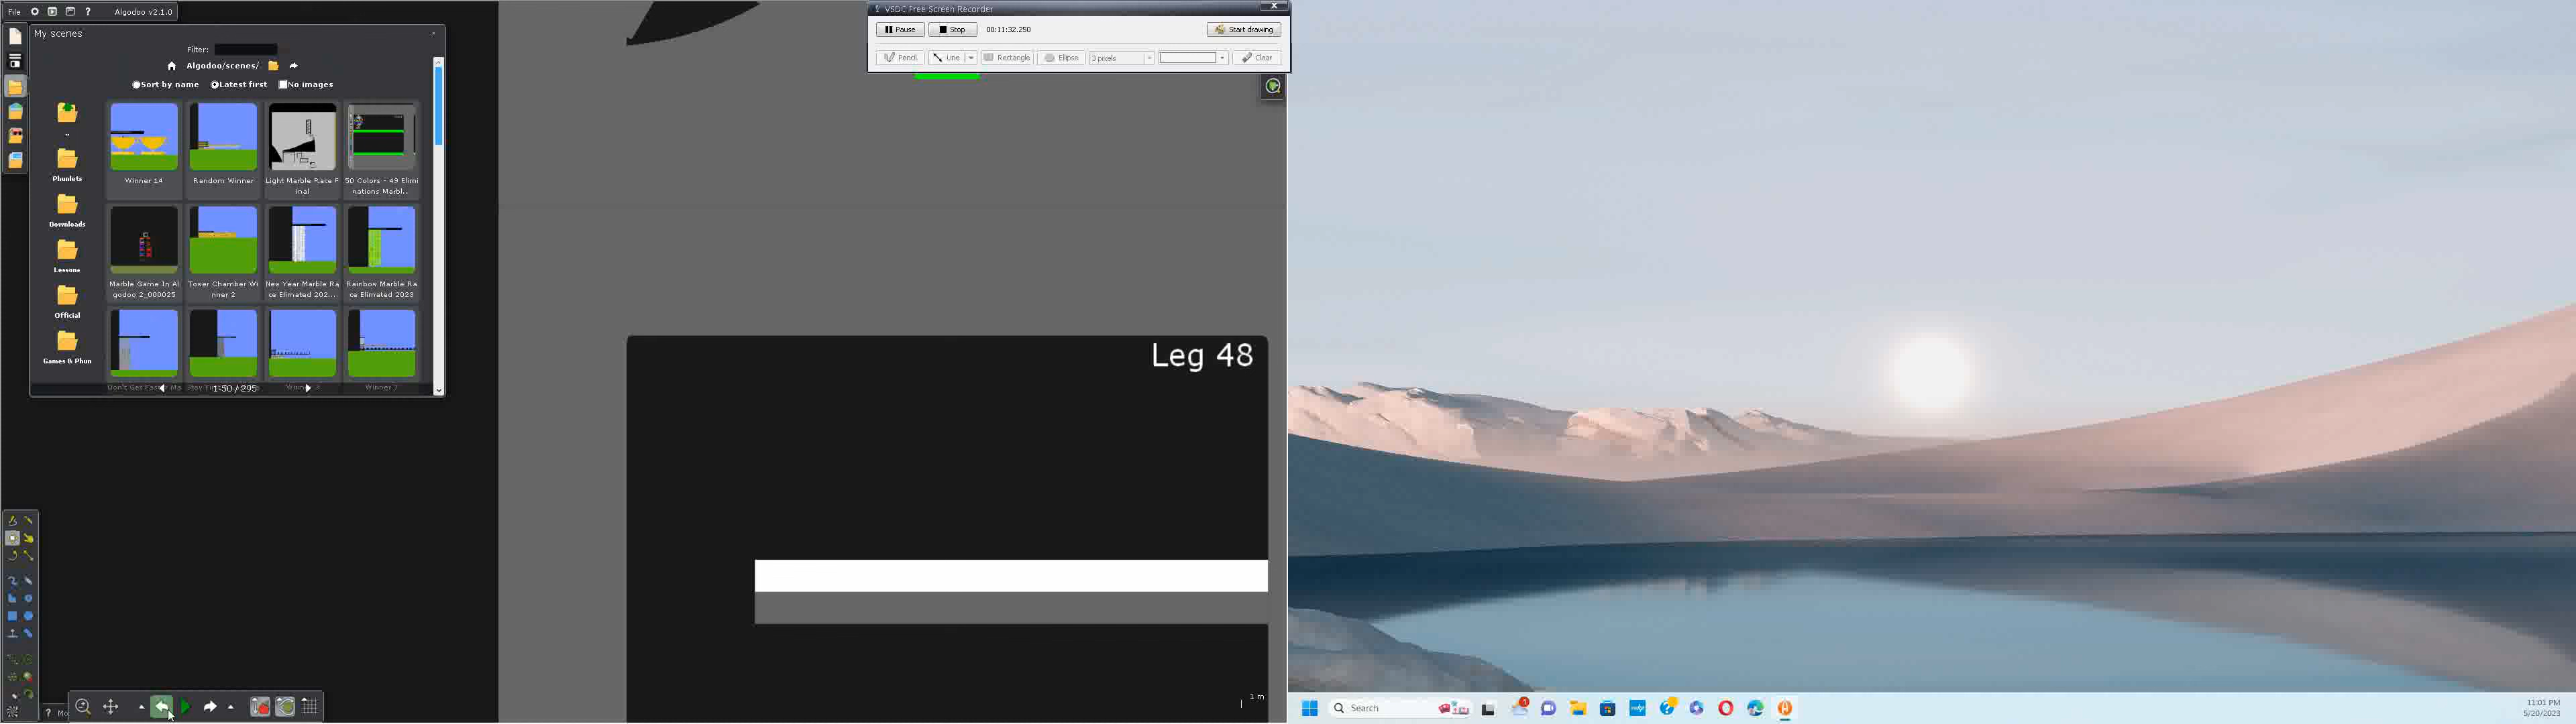 File
?
Algodoo v2.1.0
My scenes
Filter:
Algodoo/scenes/
Sort by name
Latest first
No images
..
Phunlets
Downloads
Lessons
Official
Games & Phun
Winner 14
Random Winner
Light Marble Race F
inal
50 Colors - 49 Elimi
nations Marbl...
Marble Game In Al
godoo 2_000025
Tower Chamber Wi
nner 2
New Year Marble Ra
ce Elimated 202...
Rainbow Marble Ra
ce Elimated 2023
Winner 7
1-50 / 295
VSDC Free Screen Recorder
Pause
Stop
00:11:32.250
Start drawing
Pencil
Line
Rectangle
Ellipse
3 pixels
Clear
Leg 48
1 m
? Mo
Search
1
11:01 PM
5/20/2023